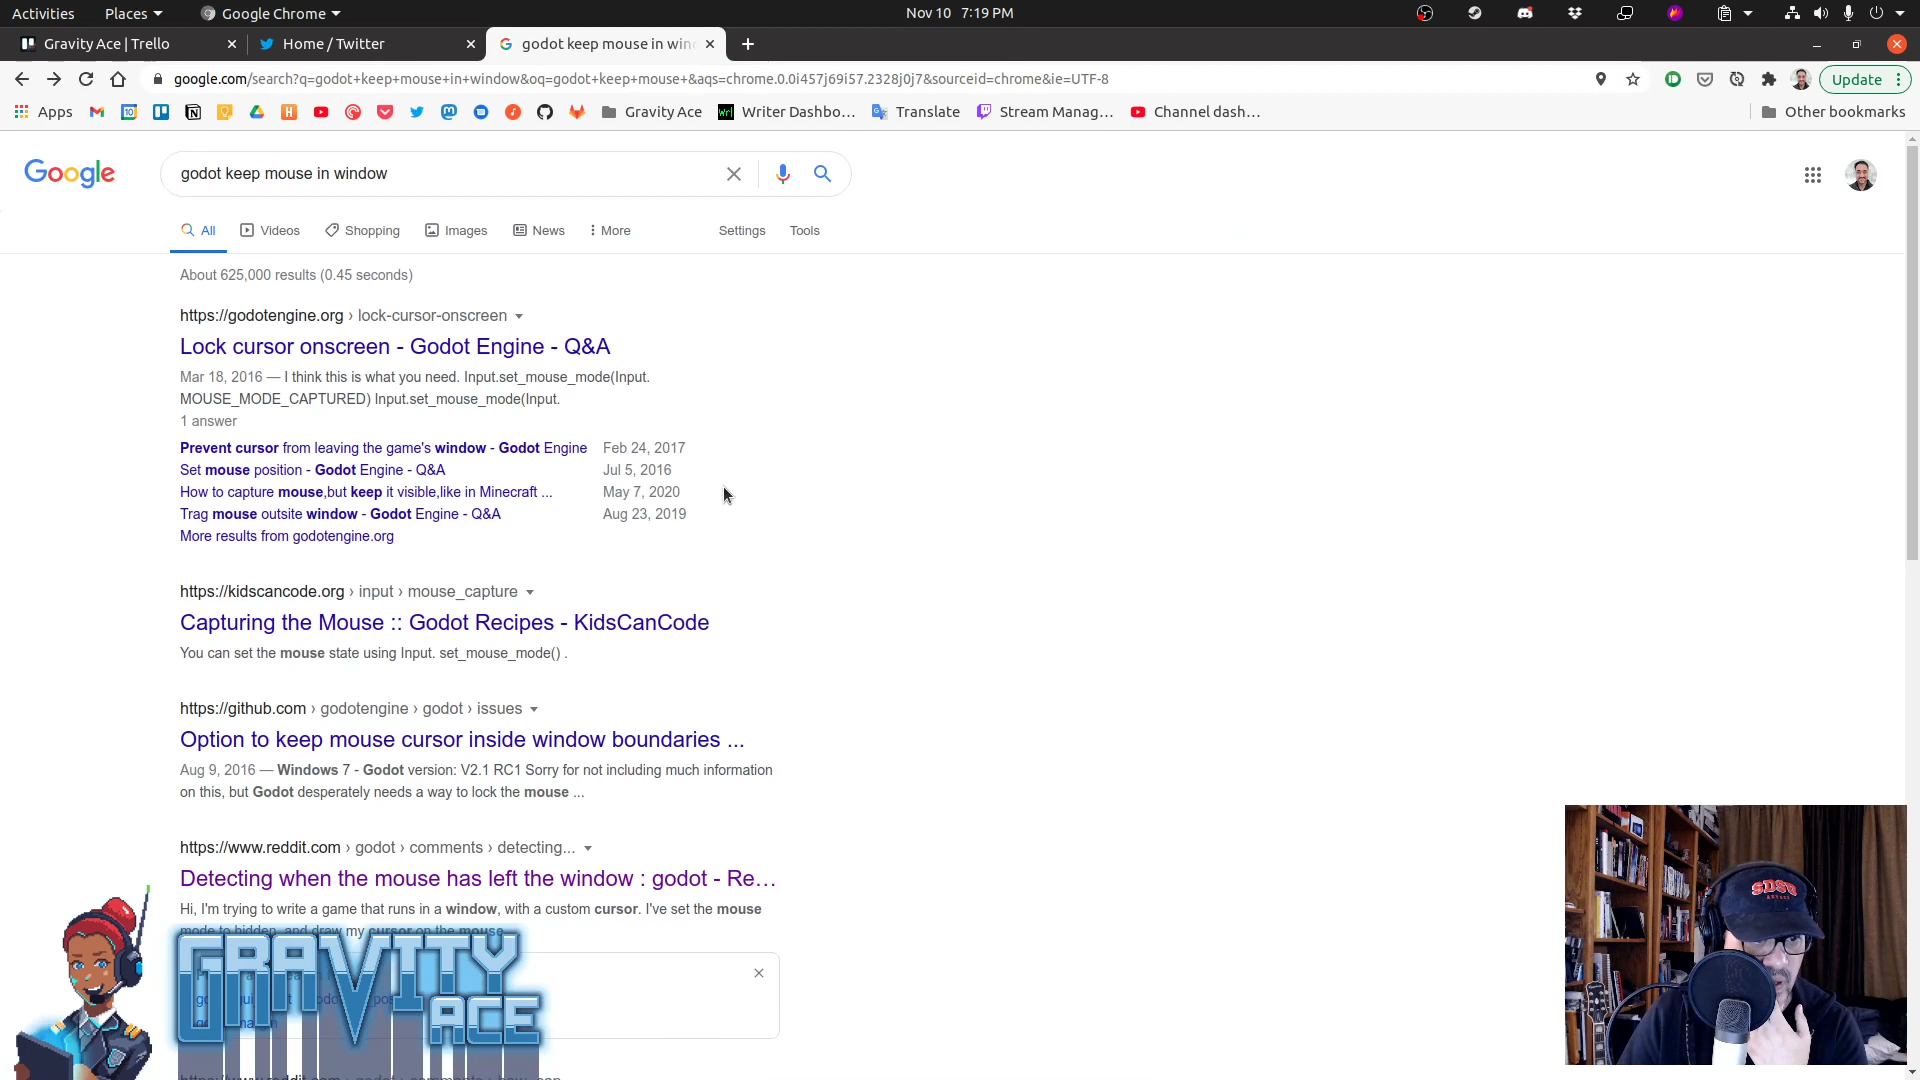 Activities Places Google Chrome Nov 10 7:19 PM
Gravity Ace | Trello Home / Twitter godot keep mouse in win
google.com/search?q=godot+keep+mouse+in+window&oq=godot+keep+mouse+&aqs=chrome.0.0i457j69i57.2328j0j7&sourceid=chrome&ie=UTF-8 Update
Apps Gravity Ace Writer Dashbo... Translate Stream Manag... Channel dash... Other bookmarks
Google godot keep mouse in window
All Videos Shopping Images News More Settings Tools
About 625,000 results (0.45 seconds)
https://godotengine.org › lock-cursor-onscreen
Lock cursor onscreen - Godot Engine - Q&A
Mar 18, 2016 — I think this is what you need. Input.set_mouse_mode(Input.
MOUSE_MODE_CAPTURED) Input.set_mouse_mode(Input.
1 answer
Prevent cursor from leaving the game's window - Godot Engine Feb 24, 2017
Set mouse position - Godot Engine - Q&A Jul 5, 2016
How to capture mouse,but keep it visible,like in Minecraft ... May 7, 2020
Trag mouse outsite window - Godot Engine - Q&A Aug 23, 2019
More results from godotengine.org
https://kidscancode.org › input › mouse_capture
Capturing the Mouse :: Godot Recipes - KidsCanCode
You can set the mouse state using Input. set_mouse_mode() .
https://github.com › godotengine › godot › issues
Option to keep mouse cursor inside window boundaries ...
Aug 9, 2016 — Windows 7 - Godot version: V2.1 RC1 Sorry for not including much information
on this, but Godot desperately needs a way to lock the mouse ...
https://www.reddit.com › godot › comments › detecting...
Detecting when the mouse has left the window : godot - Re...
Hi, I'm trying to write a game that runs in a window, with a custom cursor. I've set the mouse
mode to hidden, and draw my cursor on the mouse
GRAVITY
ACE
SDSU